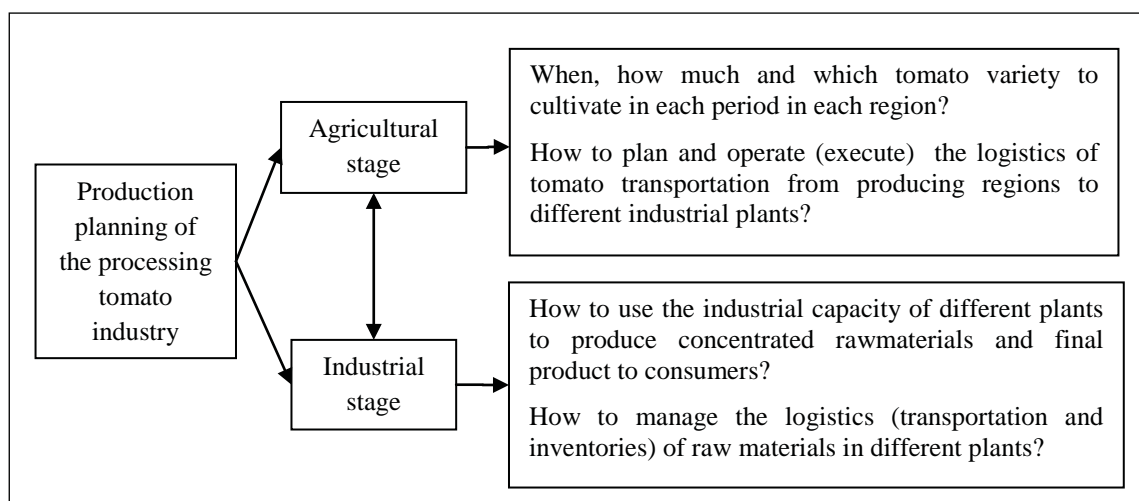 Production
planning of
the processing
tomato
industry
Agricultural
stage
When, how much and which tomato variety to
cultivate in each period in each region?
How to plan and operate (execute) the logistics of
tomato transportation from producing regions to
different industrial plants?
Industrial
stage
How to use the industrial capacity of different plants
to produce concentrated rawmaterials and final
product to consumers?
How to manage the logistics (transportation and
inventories) of raw materials in different plants?